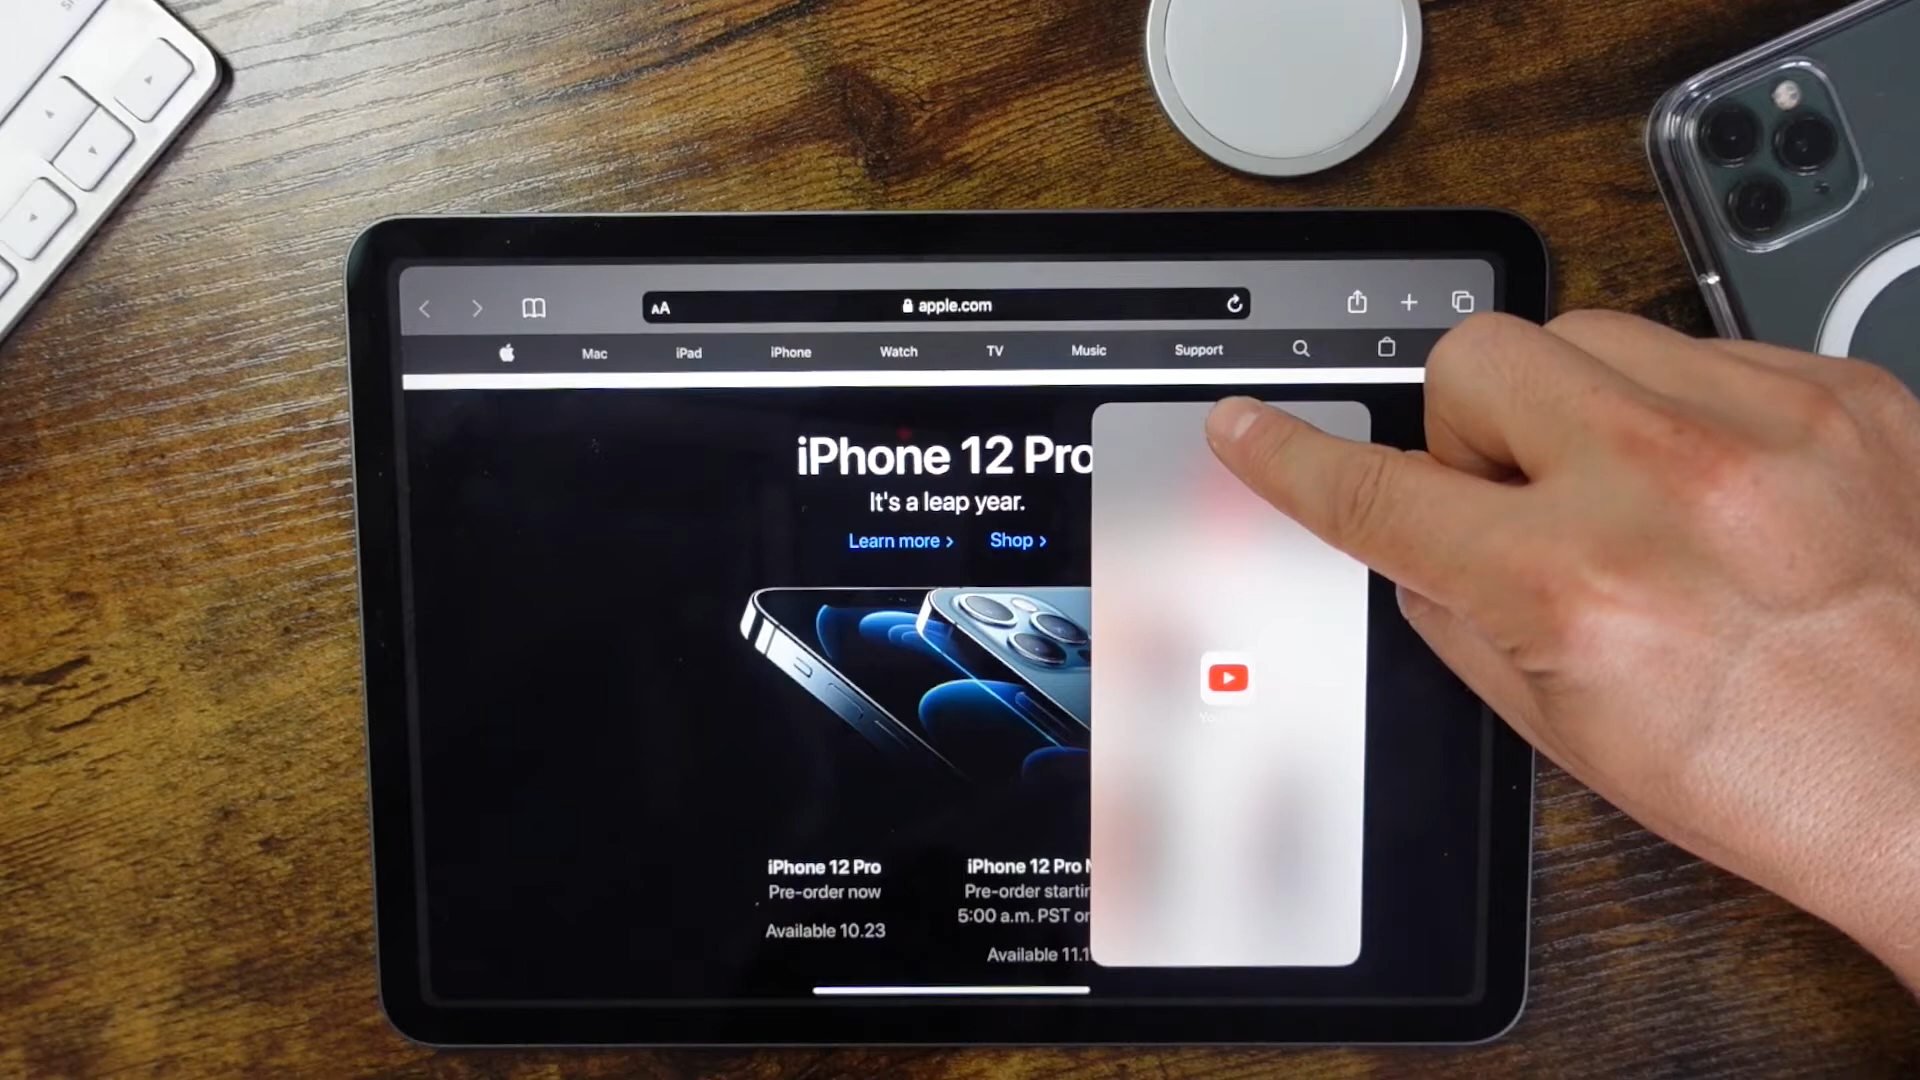 AA
apple.com
Mac iPad iPhone Watch TV Music Support
iPhone 12 Pro
It's a leap year.
Learn more > Shop >
iPhone 12 Pro
Pre-order now
Available 10.23
iPhone 12 Pro
Pre-order
5:00 a.m. PST
Available 11.1